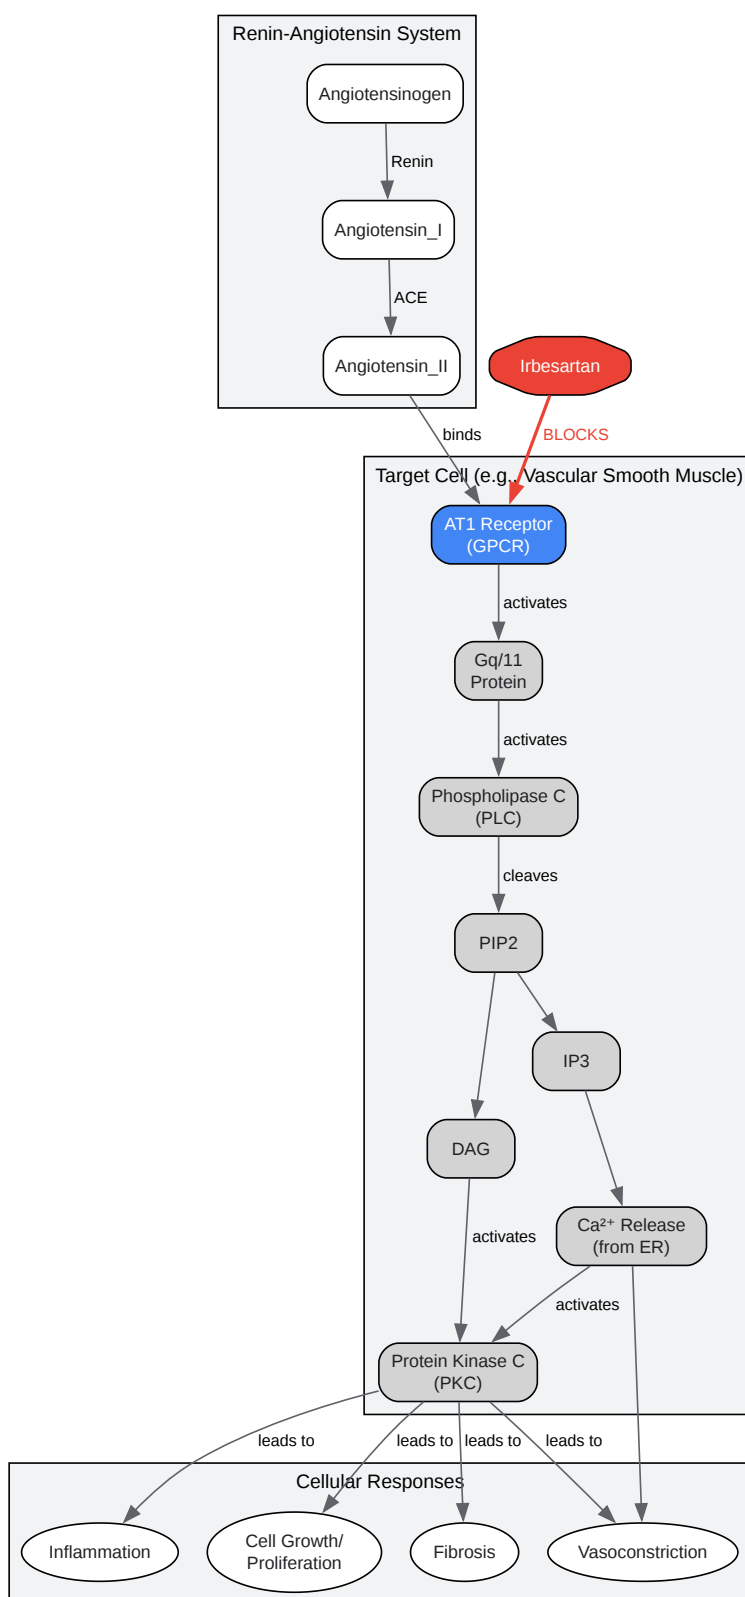 Renin-Angiotensin System
Angiotensinogen
Renin
Angiotensin_I
ACE
Angiotensin_II
Irbesartan
binds
BLOCKS
Target Cell (e.g., Vascular Smooth Muscle)
AT1 Receptor
(GPCR)
activates
Gq/11
Protein
activates
Phospholipase C
(PLC)
cleaves
PIP2
IP3
DAG
Ca²⁺ Release
(from ER)
activates
activates
Protein Kinase C
(PKC)
leads to
leads to
leads to
leads to
Cellular Responses
Inflammation
Cell Growth/
Proliferation
Fibrosis
Vasoconstriction